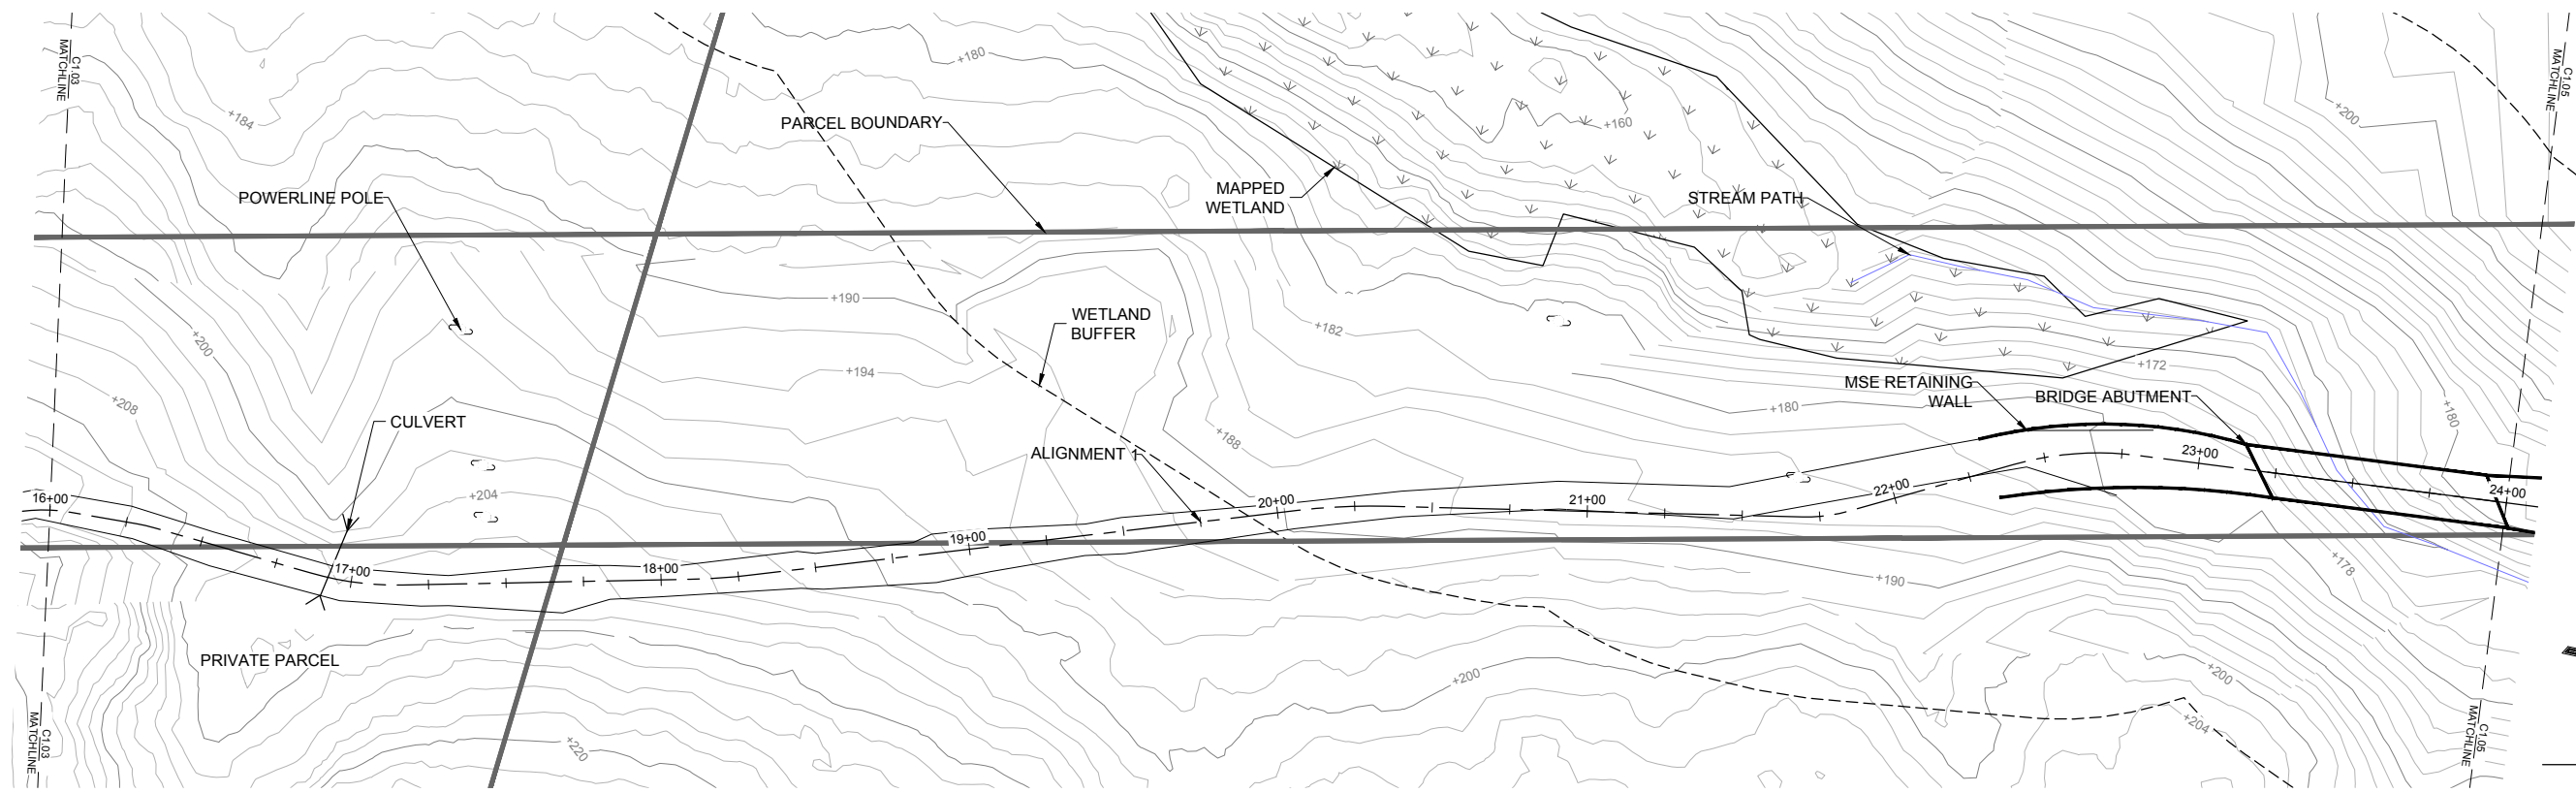 C1.03
MATCHLINE
C1.05
MATCHLINE
+180
+184
+200
PARCEL BOUNDARY
+160
POWERLINE POLE
MAPPED
WETLAND
STREAM PATH
+190
WETLAND
BUFFER
+182
+200
+194
+172
MSE RETAINING
WALL
BRIDGE ABUTMENT
+208
CULVERT
+180
+180
+188
ALIGNMENT 1
23+00
16+00
+204
20+00
21+00
22+00
24+00
19+00
17+00
18+00
+190
+178
PRIVATE PARCEL
+200
+200
+204
+220
C1.03
MATCHLINE
C1.05
MATCHLINE